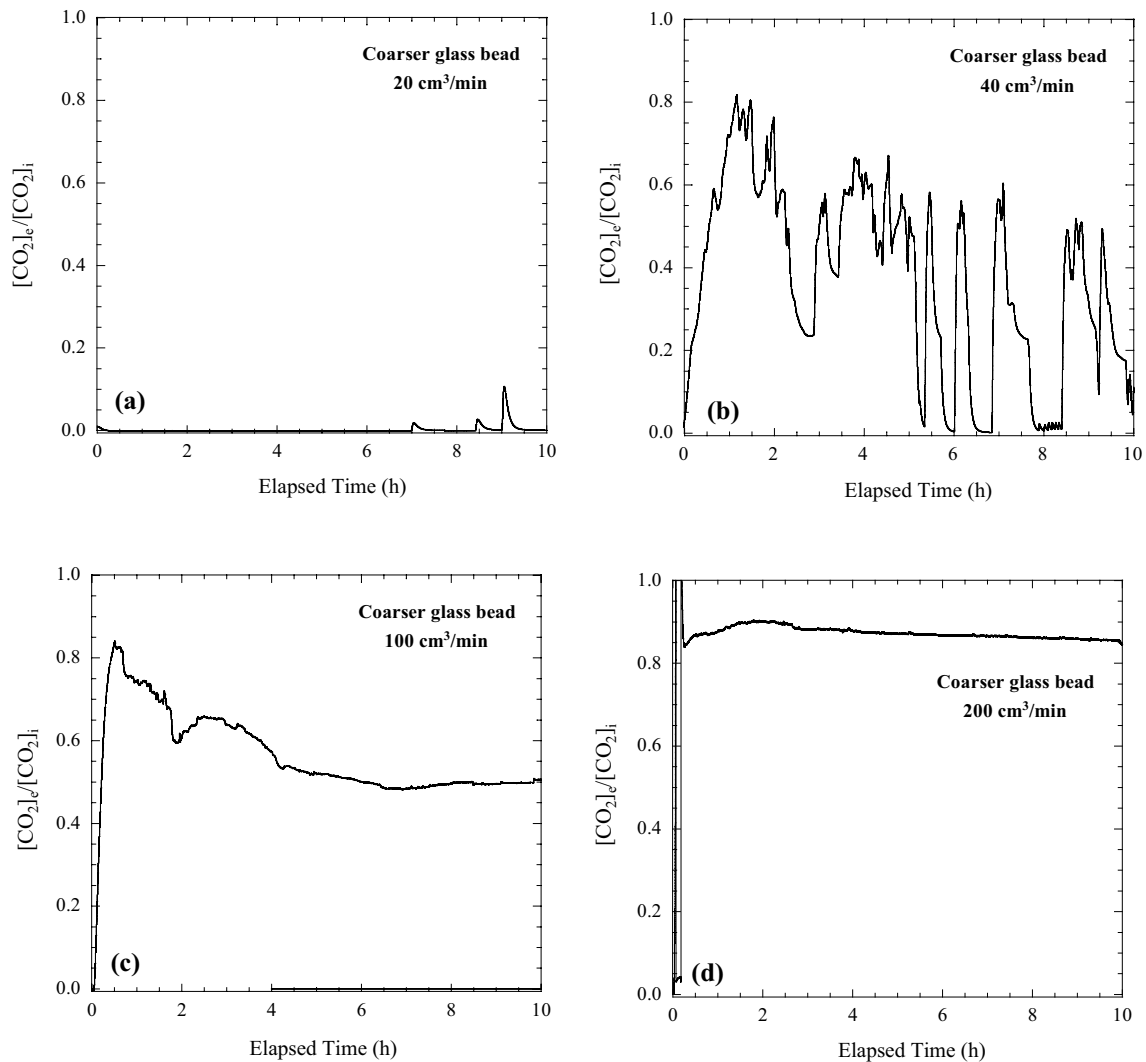 1.0
0.8
0.6
0.4
0.2
0.0
[CO2]e/[CO2]i
Coarser glass bead
20 cm3/min
(a)
0 2 4 6 8 10
Elapsed Time (h)
1.0
0.8
0.6
0.4
0.2
0.0
[CO2]e/[CO2]i
Coarser glass bead
40 cm3/min
(b)
0 2 4 6 8 10
Elapsed Time (h)
1.0
0.8
0.6
0.4
0.2
0.0
[CO2]e/[CO2]i
Coarser glass bead
100 cm3/min
(c)
0 2 4 6 8 10
Elapsed Time (h)
1.0
0.8
0.6
0.4
0.2
0.0
[CO2]e/[CO2]i
Coarser glass bead
200 cm3/min
(d)
0 2 4 6 8 10
Elapsed Time (h)